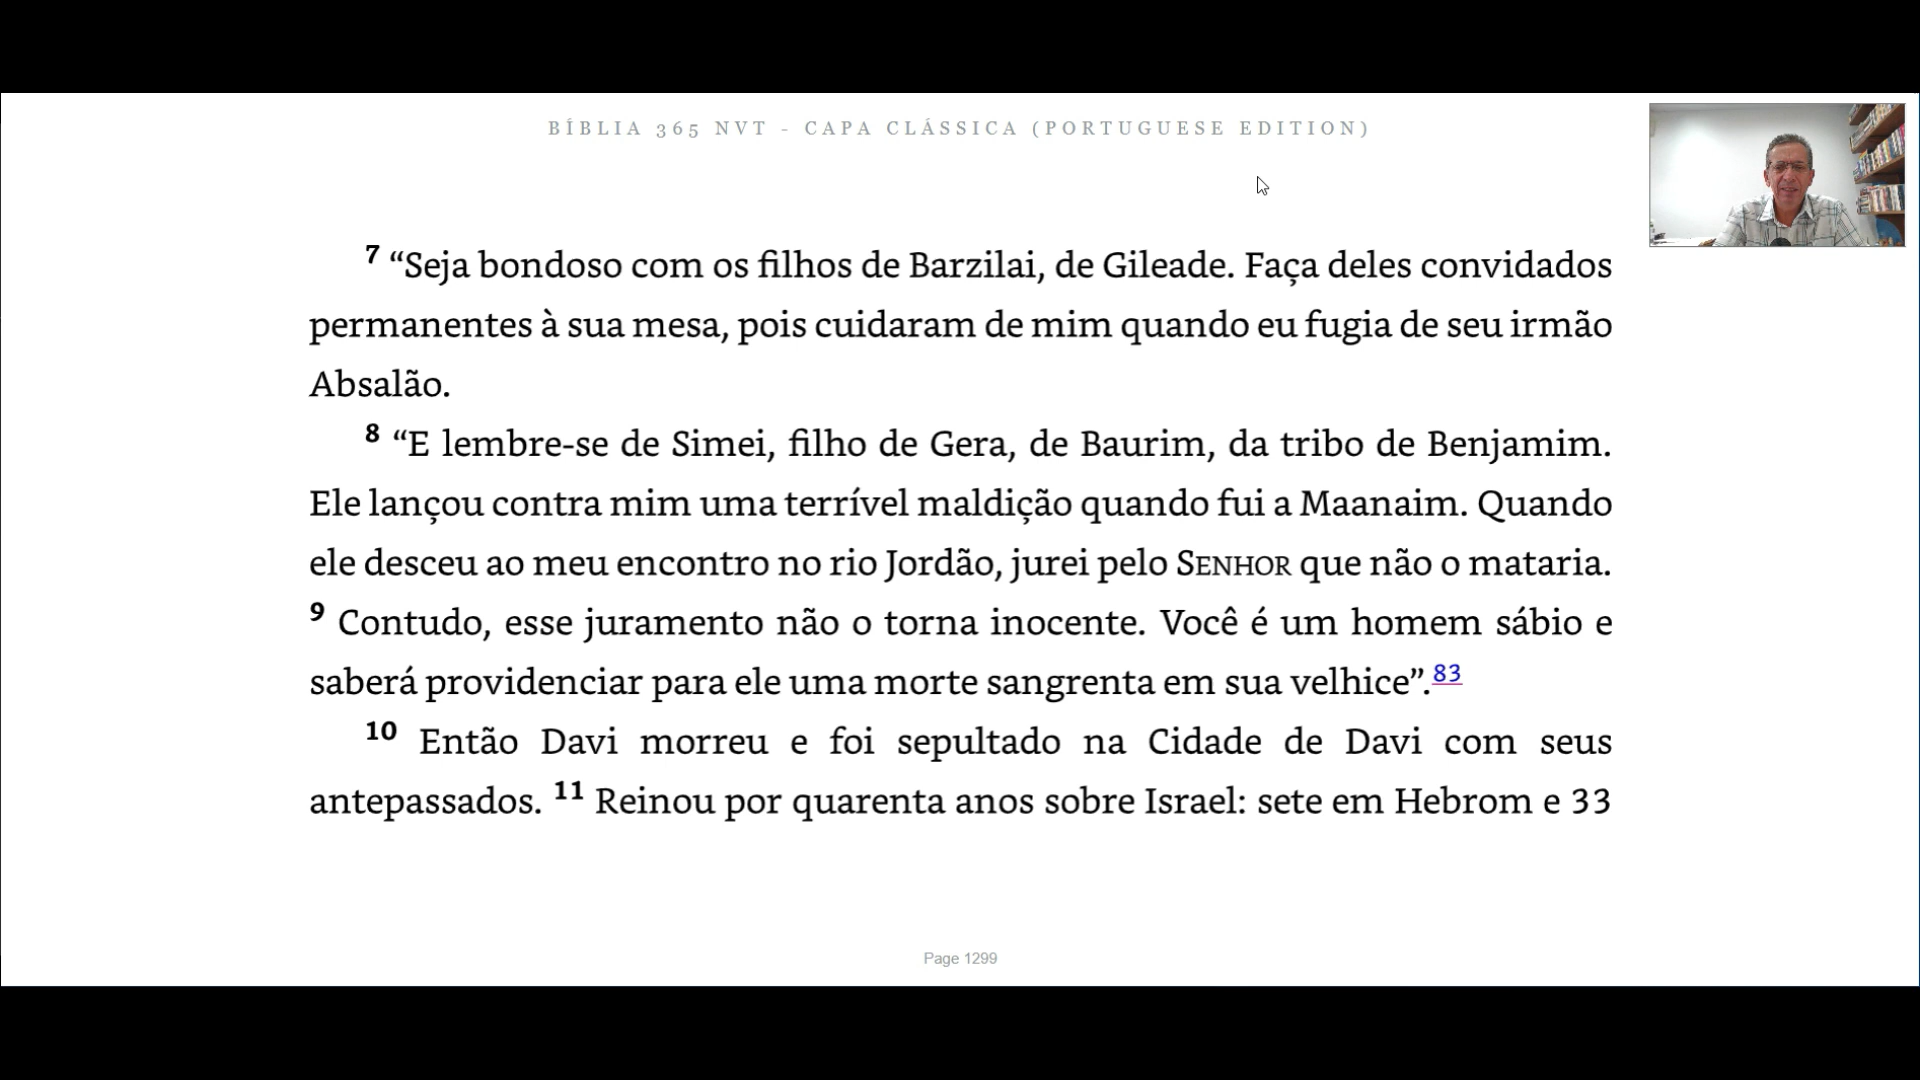 BÍBLIA 365 NVT - CAPA CLÁSSICA (PORTUGUESE EDITION)
7 “Seja bondoso com os filhos de Barzilai, de Gileade. Faça deles convidados
permanentes à sua mesa, pois cuidaram de mim quando eu fugia de seu irmão
Absalão.
8 “E lembre-se de Simei, filho de Gera, de Baurim, da tribo de Benjamim.
Ele lançou contra mim uma terrível maldição quando fui a Maanaim. Quando
ele desceu ao meu encontro no rio Jordão, jurei pelo SENHOR que não o mataria.
9 Contudo, esse juramento não o torna inocente. Você é um homem sábio e
saberá providenciar para ele uma morte sangrenta em sua velhice”.83
10 Então Davi morreu e foi sepultado na Cidade de Davi com seus
antepassados. 11 Reinou por quarenta anos sobre Israel: sete em Hebrom e 33
Page 1299